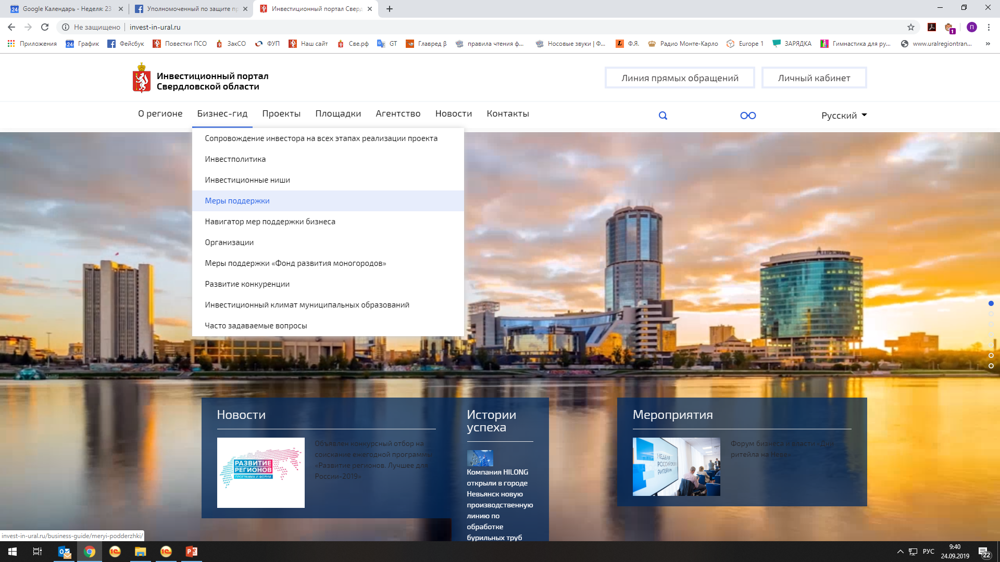 Google Календарь - Неделя: 23
Уполномоченный по защите пр
Инвестиционный портал Сверд
Не защищено
invest-in-ural.ru
П
1
Приложения
График
Фейсбук
Повестки ПСО
ЗакСО
ФУП
Наш сайт
Све.рф
GT
Главред β
правила чтения ф...
Носовые звуки | Ф...
Ф.Я.
Радио Монте-Карло
Europe 1
ЗАРЯДКА
Гимнастика для ру...
www.uralregiontran...
»
Инвестиционный портал
Свердловской области
Линия прямых обращений
Личный кабинет
О регионе
Бизнес-гид
Проекты
Площадки
Агентство
Новости
Контакты
Русский
Сопровождение инвестора на всех этапах реализации проекта
Инвестполитика
Инвестиционные ниши
Меры поддержки
Навигатор мер поддержки бизнеса
Организации
Меры поддержки «Фонд развития моногородов»
Развитие конкуренции
Инвестиционный климат муниципальных образований
Часто задаваемые вопросы
Новости
РАЗВИТИЕ
РЕГИОНОВ
ПРОГРАММА И ФОРУМ
Объявлен конкурсный отбор на
соискание ежегодной программы
«Развитие регионов. Лучшее для
России-2019»
Истории
успеха
Компания HILONG
открыли в городе
Невьянск новую
производственную
линию по
обработке
бурильных труб
Мероприятия
НЕДЕЛЯ
РОССИЙСКОГО
РИТЕЙЛА
Форум бизнеса и власти «Дни
ритейла на Неве»
invest-in-ural.ru/business-guide/meryi-podderzhki/
РУС
9:40
24.09.2019
22